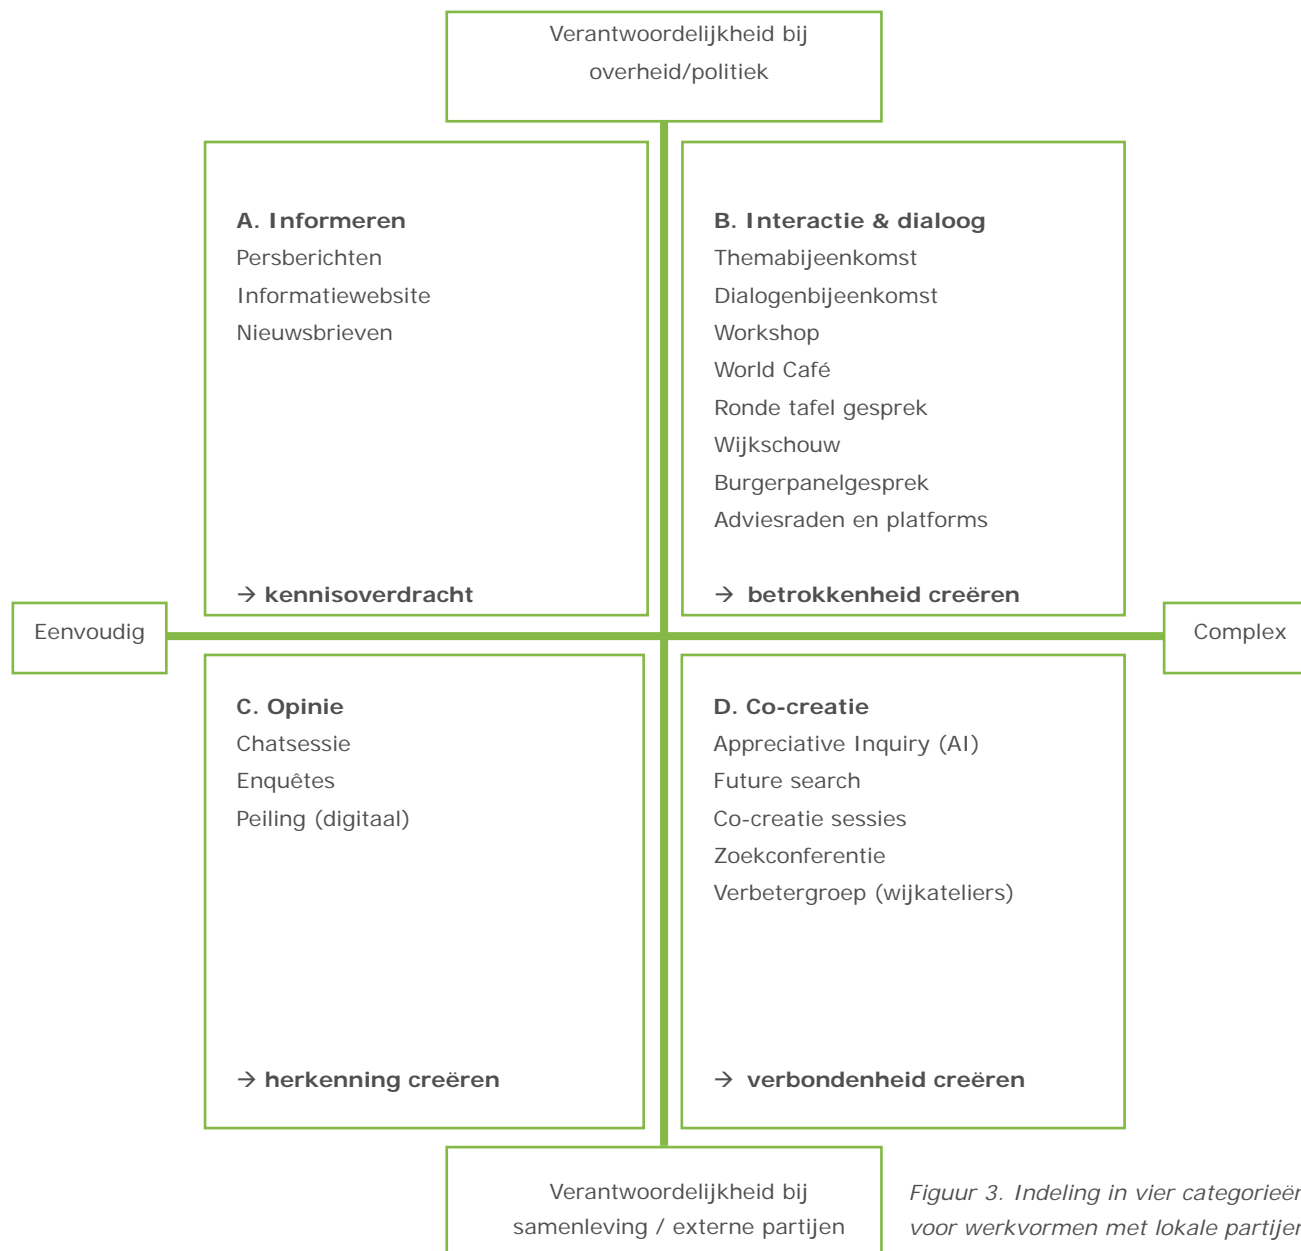 Verantwoordelijkheid bij
overheid/politiek
A. Informeren
Persberichten
Informatiewebsite
Nieuwsbrieven
→ kennisoverdracht
B. Interactie & dialoog
Themabijeenkomst
Dialogenbijeenkomst
Workshop
World Café
Ronde tafel gesprek
Wijkschouw
Burgerpanelgesprek
Adviesraden en platforms
→ betrokkenheid creëren
Eenvoudig
Complex
C. Opinie
Chatsessie
Enquêtes
Peiling (digitaal)
→ herkenning creëren
D. Co-creatie
Appreciative Inquiry (AI)
Future search
Co-creatie sessies
Zoekconferentie
Verbetergroep (wijkateliers)
→ verbondenheid creëren
Verantwoordelijkheid bij
samenleving / externe partijen
Figuur 3. Indeling in vier categorieën
voor werkvormen met lokale partijen